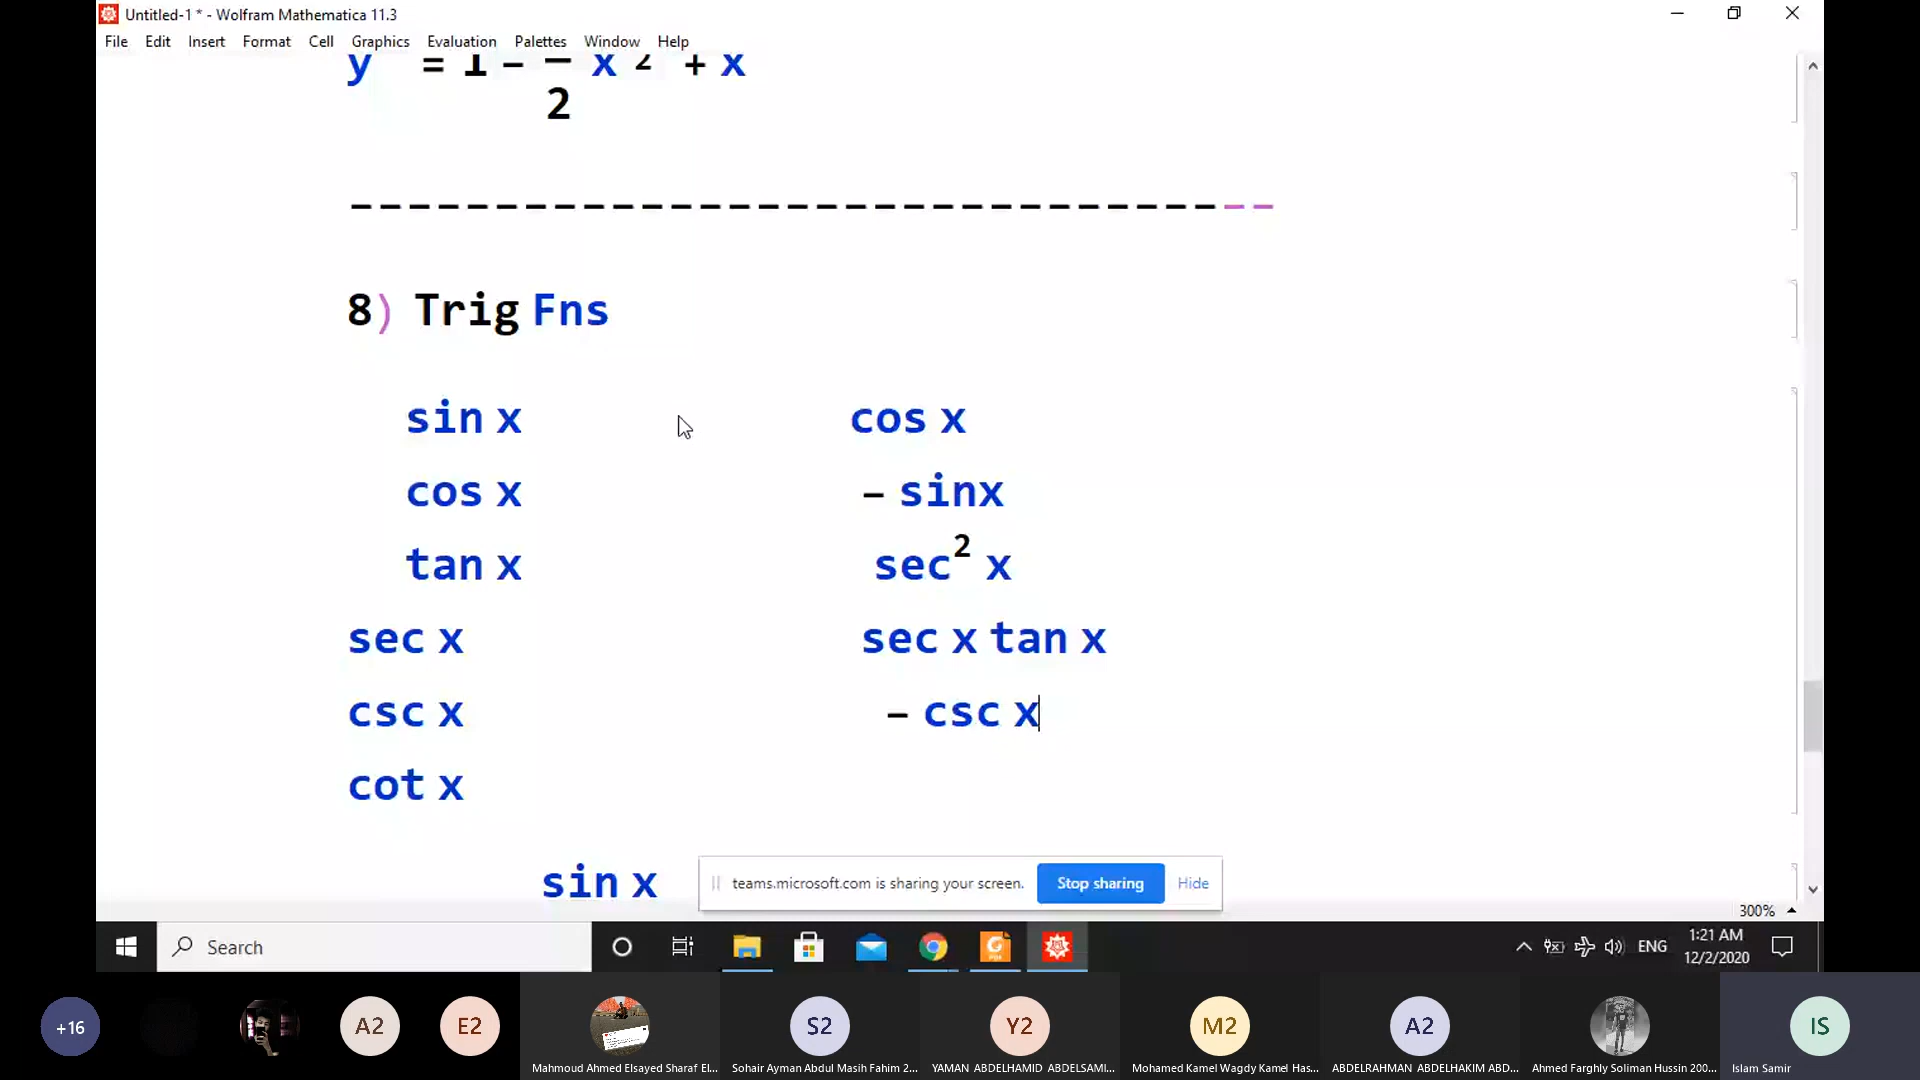 Untitled-1 * - Wolfram Mathematica 11.3
File Edit Insert Format Cell Graphics Evaluation Palettes Window Help
y = 1 - — x 2 + x
2
--------------------------------
8) Trig Fns
sin x cos x
cos x - sinx
tan x sec² x
sec x sec x tan x
csc x - csc x
cot x
sin x
teams.microsoft.com is sharing your screen. Stop sharing Hide
300%
Search
ENG
1:21 AM
12/2/2020
+16 A2 E2 S2 Y2 M2 A2 IS
Mahmoud Ahmed Elsayed Sharaf El... Sohair Ayman Abdul Masih Fahim 2... YAMAN ABDELHAMID ABDELSAMI... Mohamed Kamel Wagdy Kamel Has... ABDELRAHMAN ABDELHAKIM ABD... Ahmed Farghly Soliman Hussin 200... Islam Samir